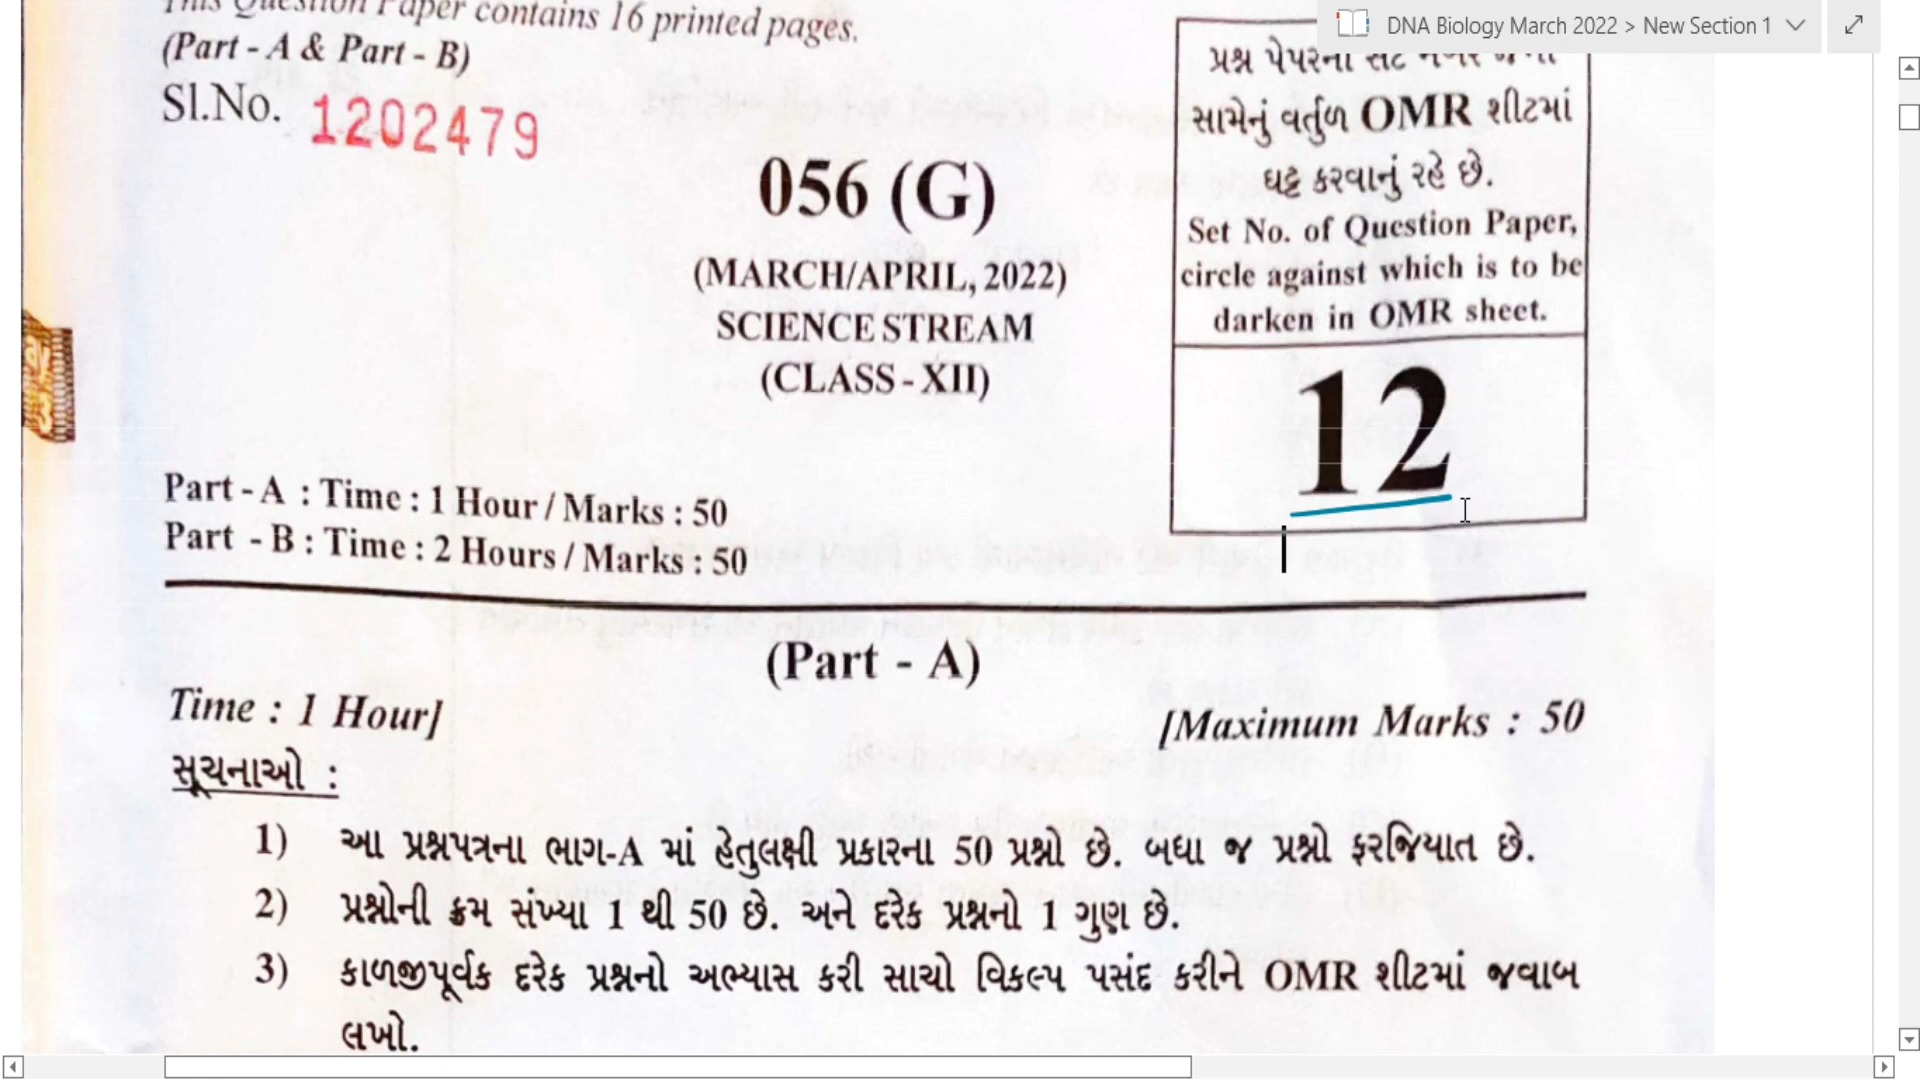 This Question Paper contains 16 printed pages.
(Part - A & Part - B)
Sl.No. 1202479
056 (G)
(MARCH/APRIL, 2022)
SCIENCE STREAM
(CLASS - XII)
DNA Biology March 2022 > New Section 1
પ્રશ્ન પેપરનો સેટ નંબર જેની
સામેનું વર્તુળ OMR શીટમાં
ઘટ્ટ કરવાનું રહે છે.
Set No. of Question Paper,
circle against which is to be
darken in OMR sheet.
12
Part - A : Time : 1 Hour / Marks : 50
Part - B : Time : 2 Hours / Marks : 50
(Part - A)
Time : 1 Hour] [Maximum Marks : 50
સૂચનાઓ :
1) આ પ્રશ્નપત્રના ભાગ-A માં હેતુલક્ષી પ્રકારના 50 પ્રશ્નો છે. બધા જ પ્રશ્નો ફરજિયાત છે.
2) પ્રશ્નોની ક્રમ સંખ્યા 1 થી 50 છે. અને દરેક પ્રશ્નનો 1 ગુણ છે.
3) કાળજીપૂર્વક દરેક પ્રશ્નનો અભ્યાસ કરી સાચો વિકલ્પ પસંદ કરીને OMR શીટમાં જવાબ
લખો.